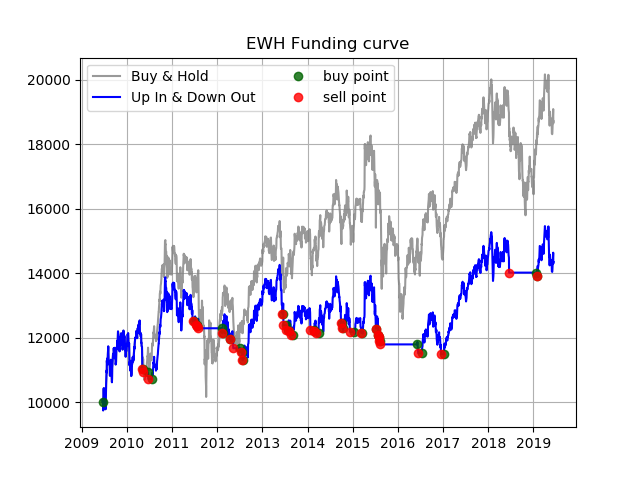 EWH Funding curve
Buy & Hold
Up In & Down Out
buy point
sell point
20000
18000
16000
14000
12000
10000
2009 2010 2011 2012 2013 2014 2015 2016 2017 2018 2019